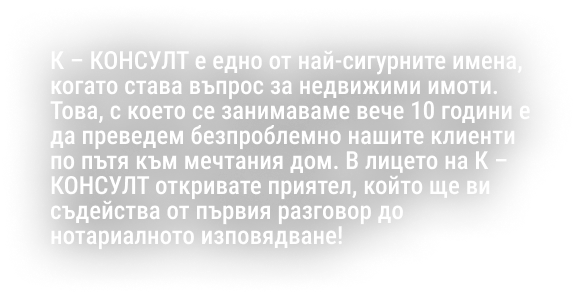 К – КОНСУЛТ е едно от най-сигурните имена,
когато става въпрос за недвижими имоти.
Това, с което се занимаваме вече 10 години е
да преведем безпроблемно нашите клиенти
по пътя към мечтания дом. В лицето на К –
КОНСУЛТ откривате приятел, който ще ви
съдейства от първия разговор до
нотариалното изповядване!